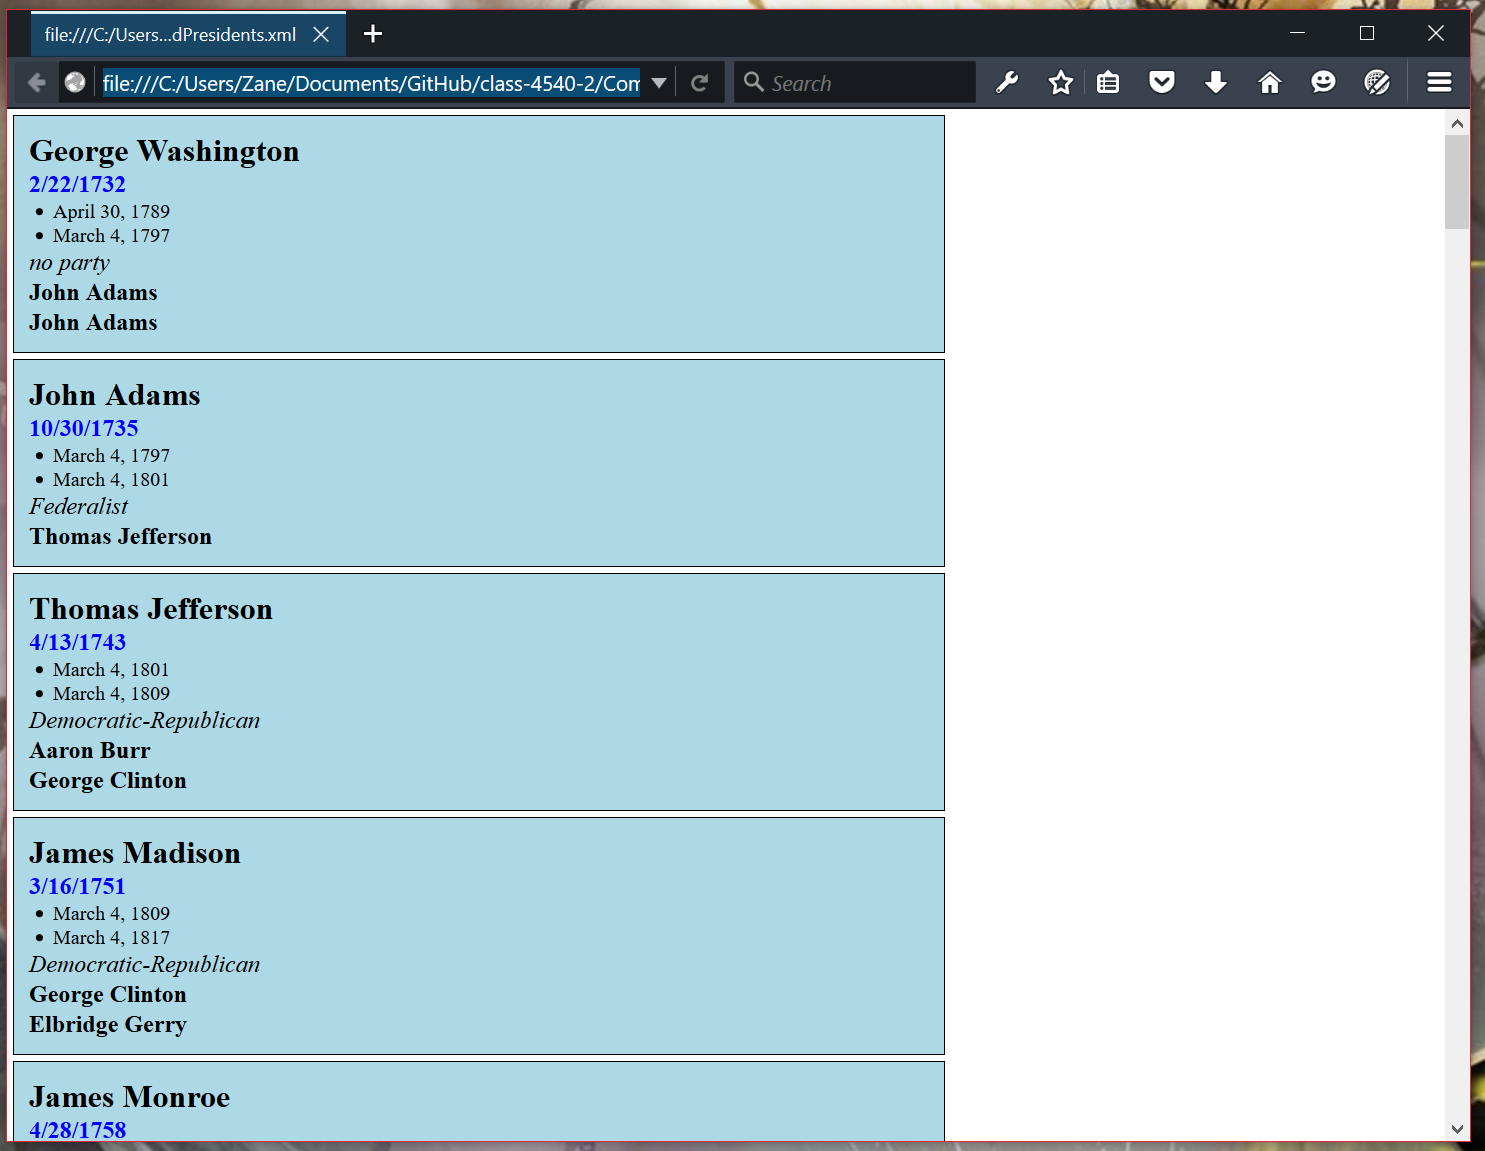 file:///C:/Users...dPresidents.xml
file:///C:/Users/Zane/Documents/GitHub/class-4540-2/Com
Search
George Washington
2/22/1732
April 30, 1789
March 4, 1797
no party
John Adams
John Adams
John Adams
10/30/1735
March 4, 1797
March 4, 1801
Federalist
Thomas Jefferson
Thomas Jefferson
4/13/1743
March 4, 1801
March 4, 1809
Democratic-Republican
Aaron Burr
George Clinton
James Madison
3/16/1751
March 4, 1809
March 4, 1817
Democratic-Republican
George Clinton
Elbridge Gerry
James Monroe
4/28/1758